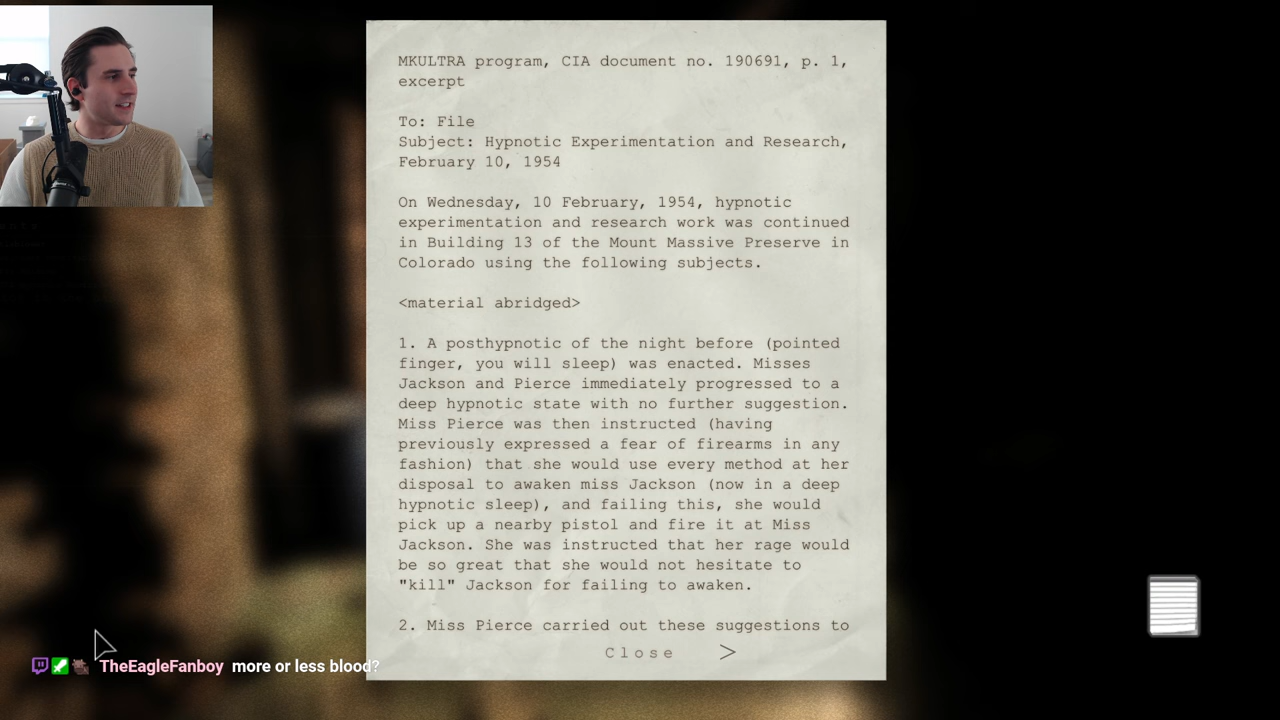 MKULTRA program, CIA document no. 190691, p. 1,
excerpt
To: File
Subject: Hypnotic Experimentation and Research,
February 10, 1954
On Wednesday, 10 February, 1954, hypnotic
experimentation and research work was continued
in Building 13 of the Mount Massive Preserve in
Colorado using the following subjects.
<material abridged>
1. A posthypnotic of the night before (pointed
finger, you will sleep) was enacted. Misses
Jackson and Pierce immediately progressed to a
deep hypnotic state with no further suggestion.
Miss Pierce was then instructed (having
previously expressed a fear of firearms in any
fashion) that she would use every method at her
disposal to awaken miss Jackson (now in a deep
hypnotic sleep), and failing this, she would
pick up a nearby pistol and fire it at Miss
Jackson. She was instructed that her rage would
be so great that she would not hesitate to
"kill" Jackson for failing to awaken.
2. Miss Pierce carried out these suggestions to
Close >
TheEagleFanboy more or less blood?